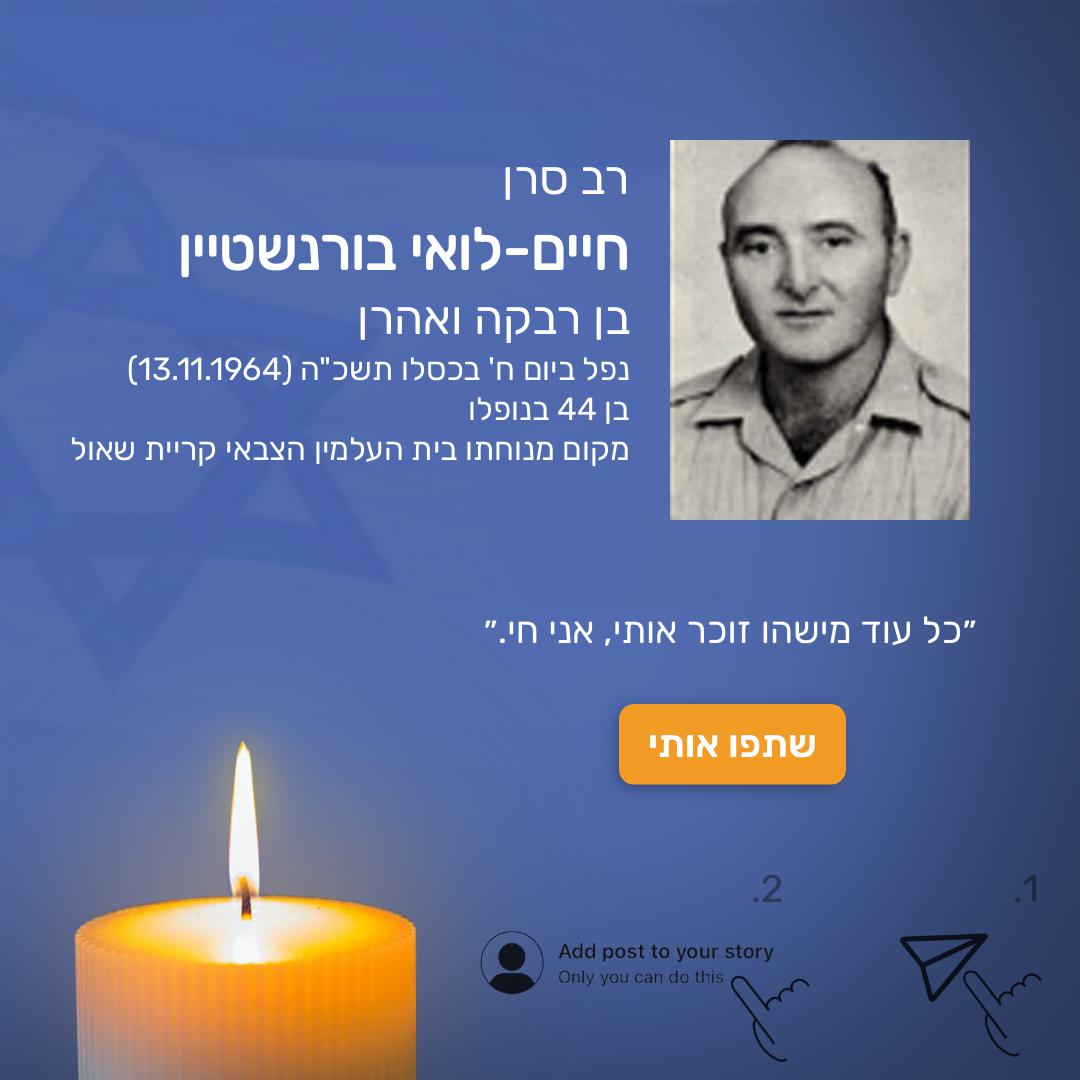 רב סרן
חיים-לואי בורנשטיין
בן רבקה ואהרן
נפל ביום ח' בכסלו תשכ"ה (13.11.1964)
בן 44 בנופלו
מקום מנוחתו בית העלמין הצבאי קריית שאול
״כל עוד מישהו זוכר אותי, אני חי.״
שתפו אותי
1.
2.
Add post to your story
Only you can do this